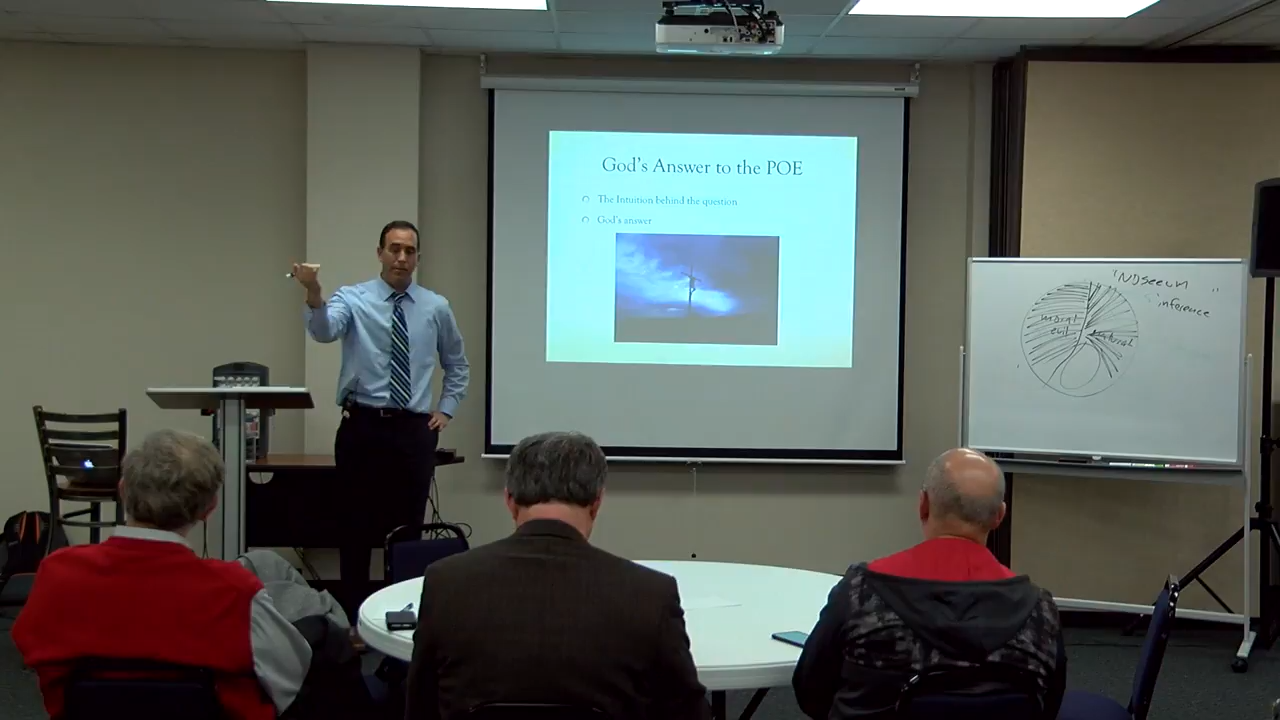 God's Answer to the POE
The Intuition behind the question
God's answer
"Noseeum"
inference
moral
evil
natural